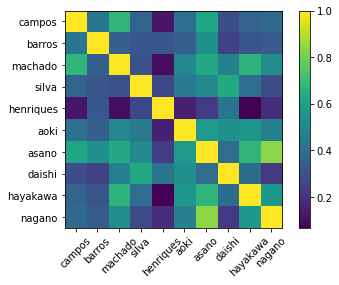 campos
barros
machado
silva
henriques
aoki
asano
daishi
hayakawa
nagano
campos
barros
machado
silva
henriques
aoki
asano
daishi
hayakawa
nagano
1.0
0.8
0.6
0.4
0.2